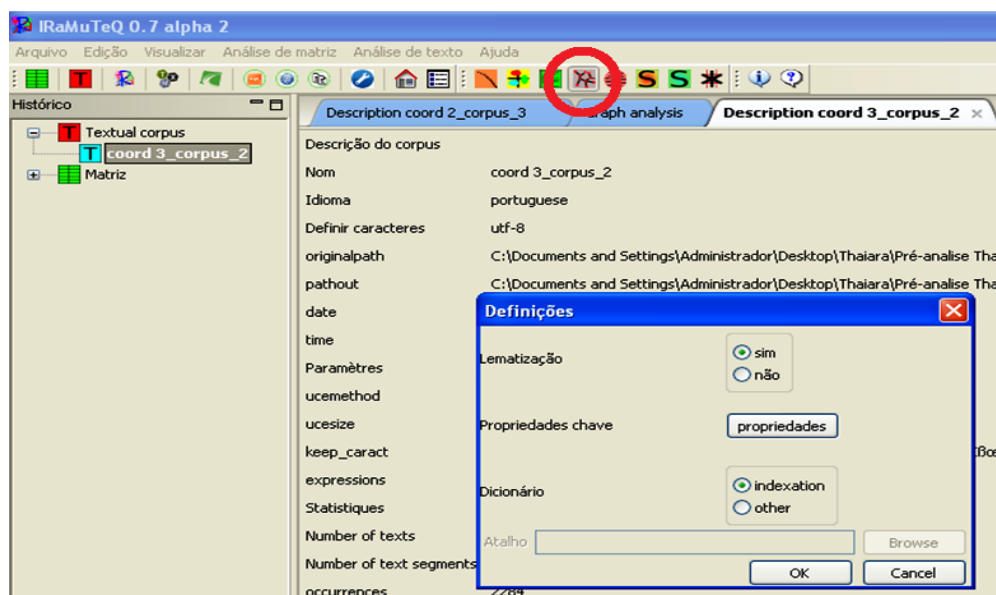 IRaMuTeQ 0.7 alpha 2
Arquivo Edição Visualizar Análise de matriz Análise de texto Ajuda
Histórico
Textual corpus
coord 3_corpus_2
Matriz
Description coord 2_corpus_3
raph analysis
Description coord 3_corpus_2
Descrição do corpus
Nom coord 3_corpus_2
Idioma portuguese
Definir caracteres utf-8
originalpath C:\Documents and Settings\Administrador\Desktop\Thaiara\Pré-analise Tha
pathout C:\Documents and Settings\Administrador\Desktop\Thaiara\Pré-analise Tha
date
time
Paramètres
ucemethod
ucesize
keep_caract
expressions
Statistiques
Number of texts
Number of text segments
occurrences 2284
Definições
Lematização
sim
não
Propriedades chave propriedades
Dicionário
indexation
other
Atalho Browse
OK Cancel